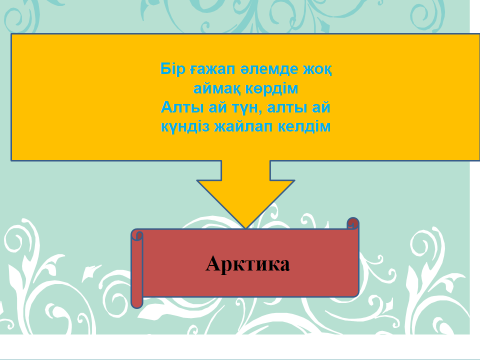 Бір ғажап әлемде жоқ
аймақ көрдім
Алты ай түн, алты ай
күндіз жайлап келдім
Арктика